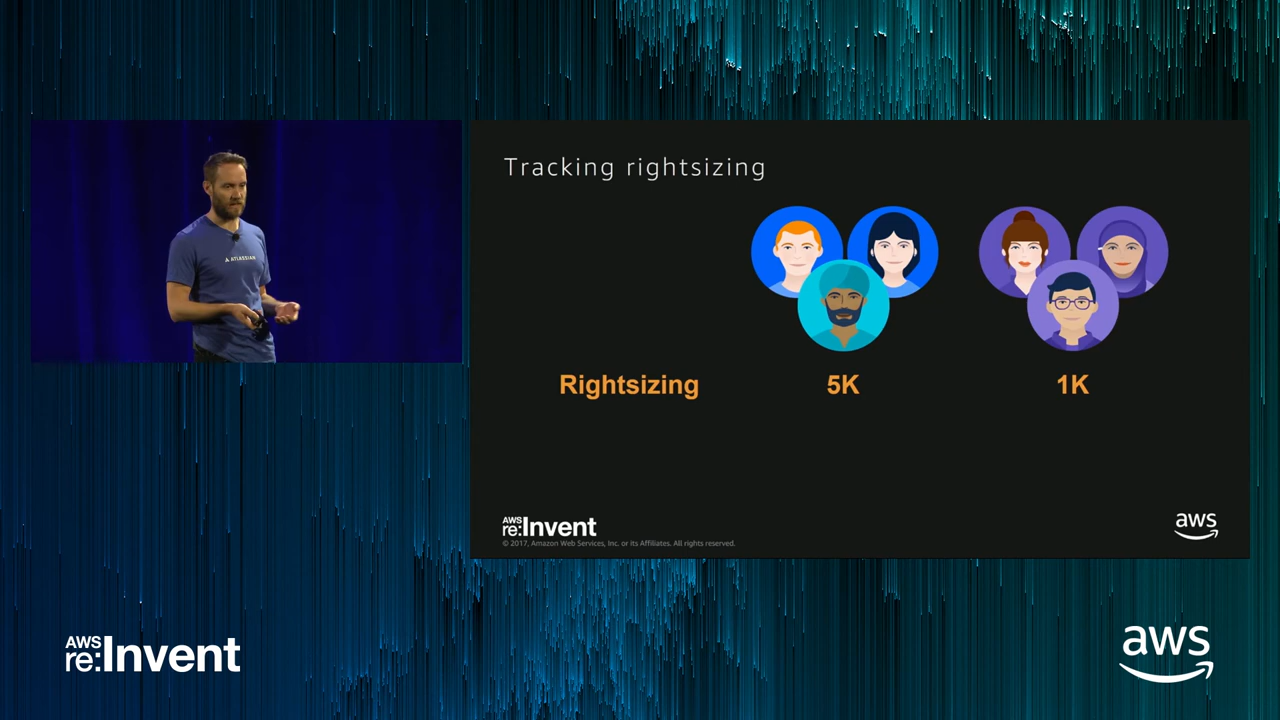 ATLASSIAN
Tracking rightsizing
Rightsizing 5K 1K
AWS
re:Invent
© 2017, Amazon Web Services, Inc. or its Affiliates. All rights reserved.
aws
AWS
re:Invent
aws